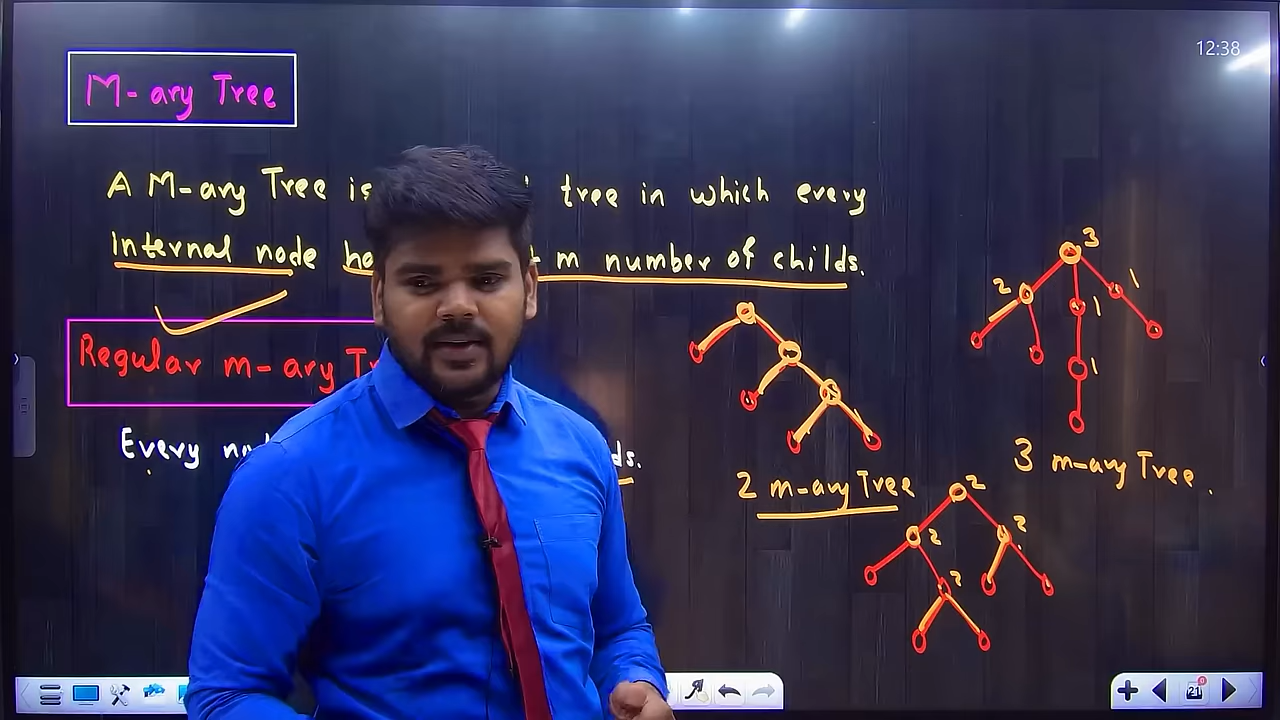 12:38
M-ary Tree
A M-ary Tree is tree in which every
Internal node m number of childs.
Regular m-ary
Every
3
2
1
1
1
3 m-ary Tree.
2 m-ary Tree
2
2
2
2
21